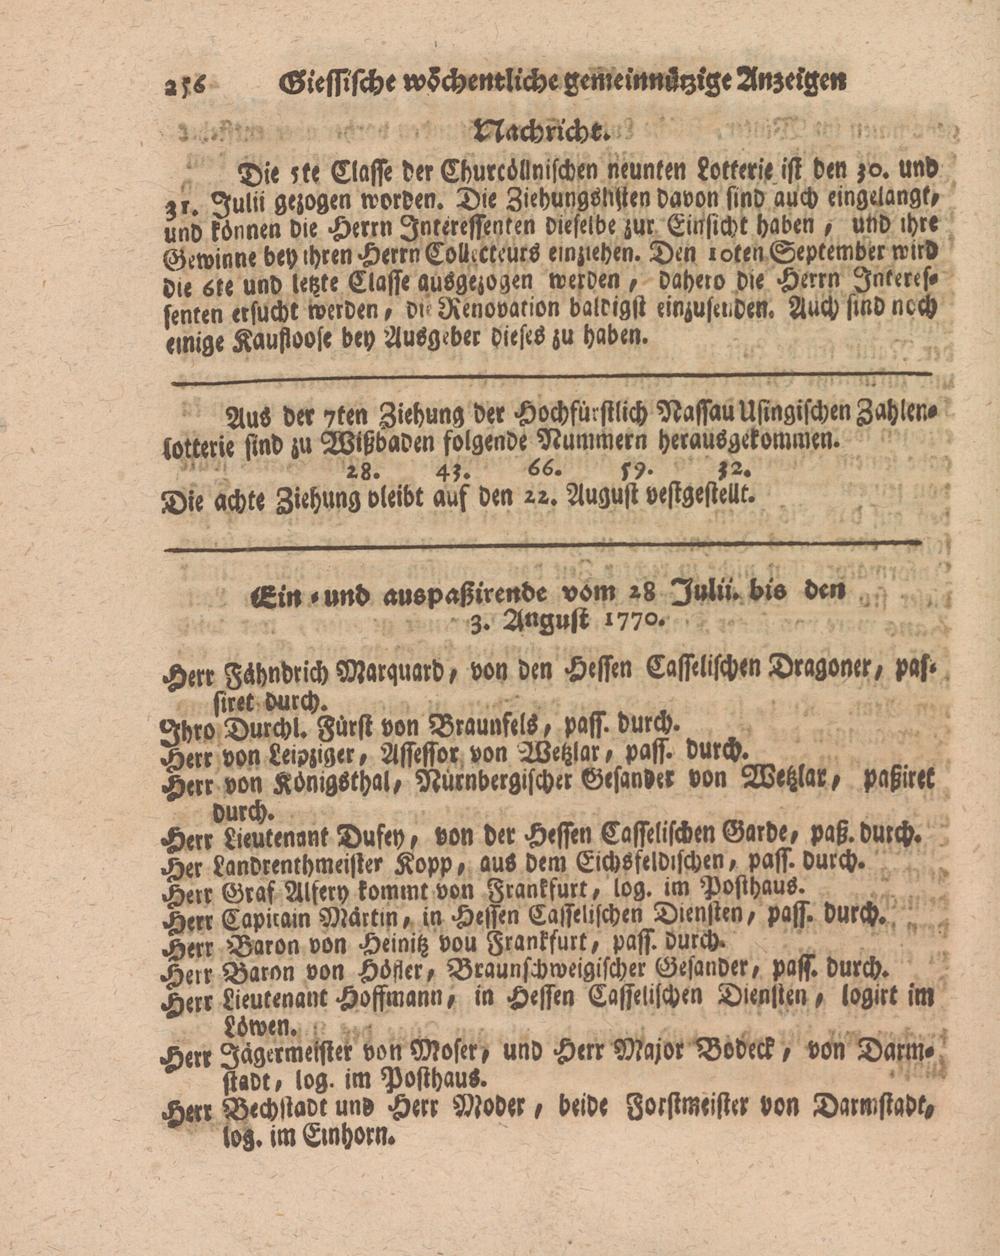 256 Giessische wöchentliche gemeinnützige Anzeigen
Nachricht.
Die 5te Classe der Churcöllnischen neunten Lotterie ist den 30. und
31. Julii gezogen worden. Die Ziehungslisten davon sind auch eingelangt,
und können die Herrn Interessenten dieselbe zur Einsicht haben, und ihre
Gewinne bey ihren Herrn Collecteurs einziehen. Den 10ten September wird
die 6te und letzte Classe ausgezogen werden, dahero die Herrn Interes-
senten ersucht werden, die Renovation baldigst einzusenden. Auch sind noch
einige Kaufloose bey Ausgeber dieses zu haben.
Aus der 7ten Ziehung der Hochfürstlich Nassau Usingischen Zahlen-
lotterie sind zu Wißbaden folgende Nummern herausgekommen.
28. 43. 66. 59. 32.
Die achte Ziehung bleibt auf den 22. August vestgestellt.
Ein- und auspaßirende vom 28 Julii. bis den
3. August 1770.
Herr Fähndrich Marquard, von den Hessen Casselischen Dragoner, pas-
siret durch.
Ihro Durchl. Fürst von Braunfels, pass. durch.
Herr von Leipziger, Assessor von Wetzlar, pass. durch.
Herr von Königsthal, Nürnbergischer Gesander von Wetzlar, paßiret
durch.
Herr Lieutenant Dufey, von der Hessen Casselischen Garde, paß. durch.
Her Landrenthmeister Kopp, aus dem Eichsfeldischen, pass. durch.
Herr Graf Alfery kommt von Frankfurt, log. im Posthaus.
Herr Capitain Märtin, in Hessen Casselischen Diensten, pass. durch.
Herr Baron von Heinitz vou Frankfurt, pass. durch.
Herr Baron von Höfler, Braunschweigischer Gesander, pass. durch.
Herr Lieutenant Hoffmann, in Hessen Casselischen Diensten, logirt im
Löwen.
Herr Jägermeister von Moser, und Herr Major Bodeck, von Darm-
stadt, log. im Posthaus.
Herr Bechstadt und Herr Moder, beide Forstmeister von Darmstadt,
log. im Einhorn.